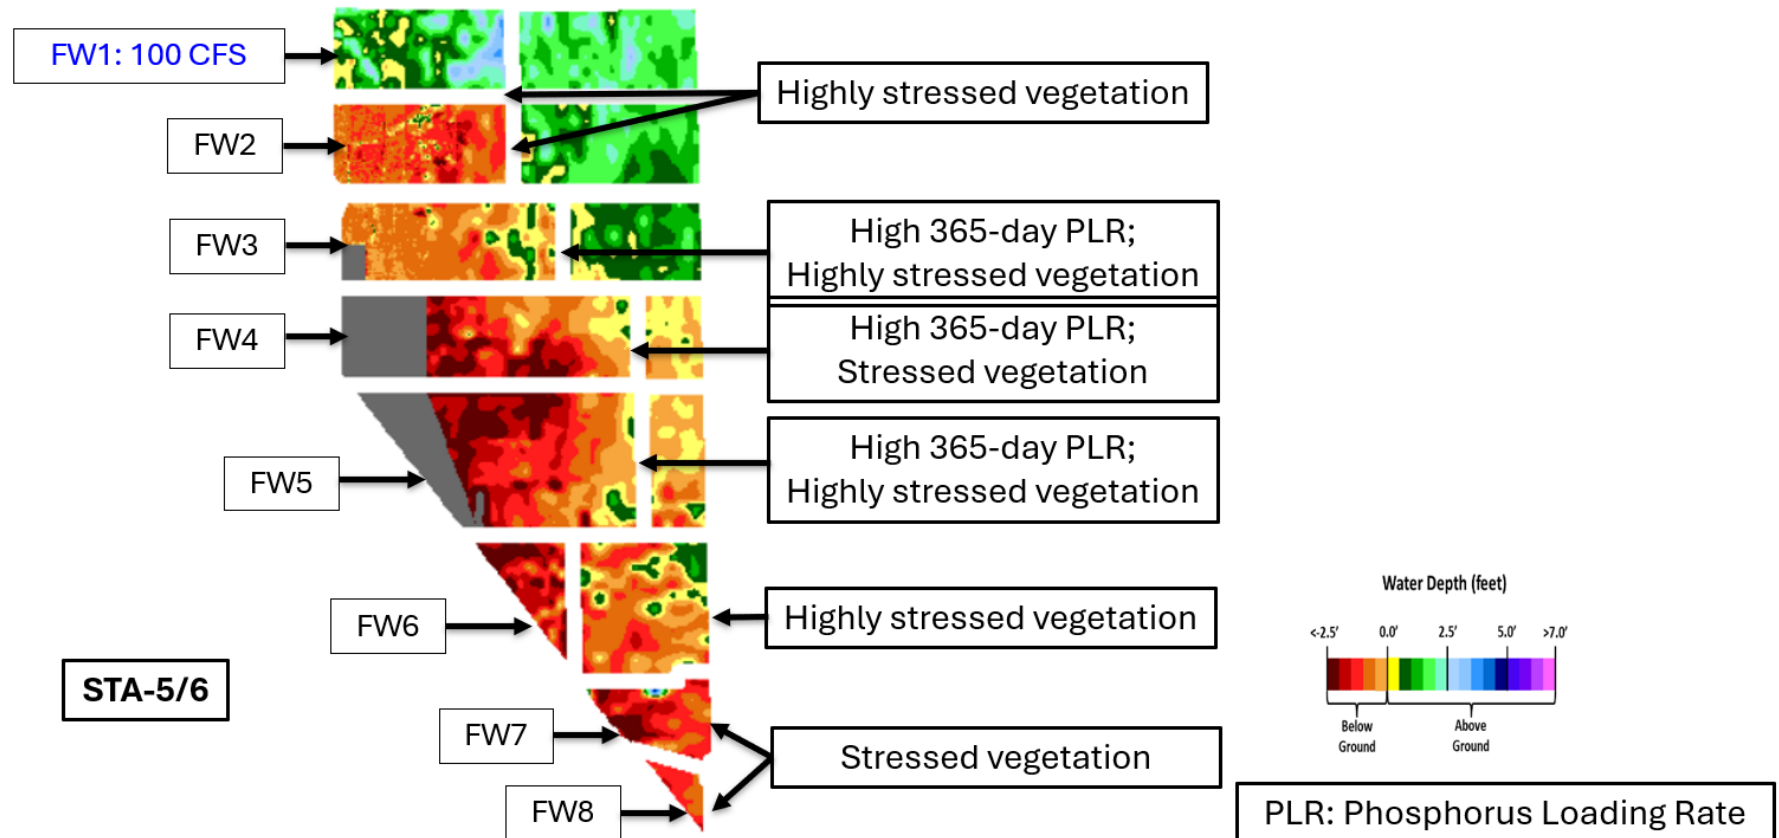 FW1: 100 CFS
Highly stressed vegetation
FW2
FW3
High 365-day PLR;
Highly stressed vegetation
FW4
High 365-day PLR;
Stressed vegetation
FW5
High 365-day PLR;
Highly stressed vegetation
FW6
Highly stressed vegetation
STA-5/6
FW7
Stressed vegetation
FW8
Water Depth (feet)
<-2.5' 0.0' 2.5' 5.0' >7.0'
Below Above
Ground Ground
PLR: Phosphorus Loading Rate